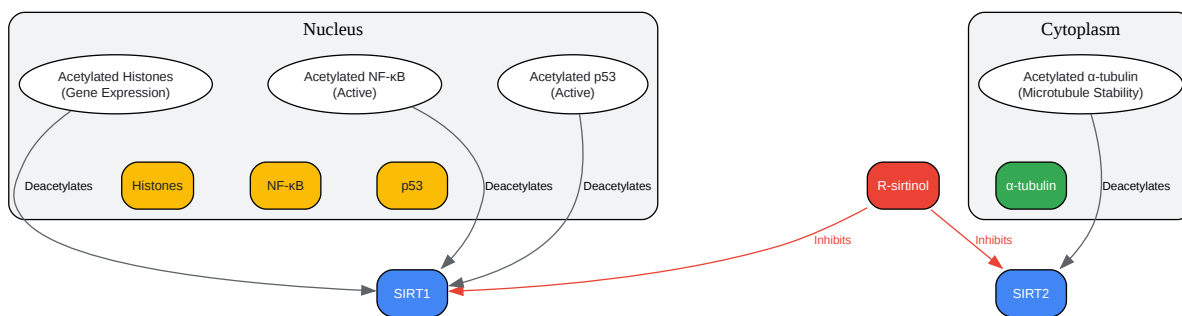 Nucleus
Cytoplasm
Acetylated Histones
(Gene Expression)
Acetylated NF-κB
(Active)
Acetylated p53
(Active)
Acetylated α-tubulin
(Microtubule Stability)
Deacetylates
Histones
NF-κB
p53
Deacetylates
Deacetylates
R-sirtinol
α-tubulin
Deacetylates
Inhibits
Inhibits
SIRT1
SIRT2